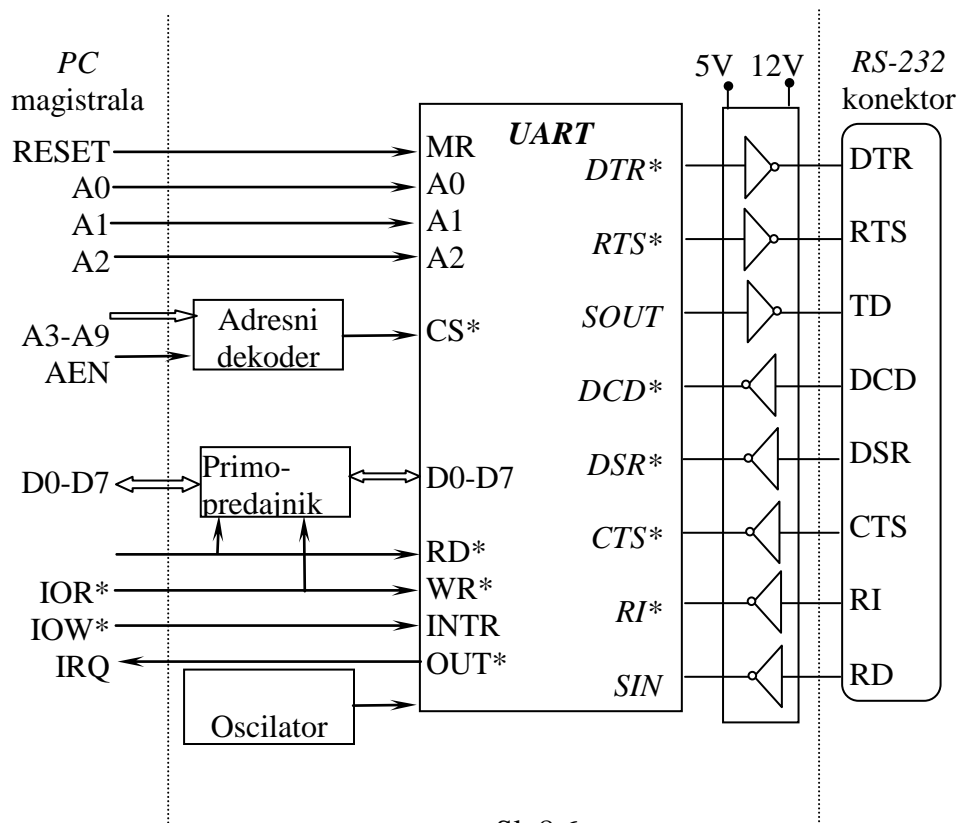 PC
magistrala
RESET
A0
A1
A2
A3-A9
AEN
D0-D7
IOR*
IOW*
IRQ
Adresni
dekoder
Primo-
predajnik
Oscilator
UART
MR
A0
A1
A2
CS*
D0-D7
RD*
WR*
INTR
OUT*
DTR*
RTS*
SOUT
DCD*
DSR*
CTS*
RI*
SIN
5V 12V
RS-232
konektor
DTR
RTS
TD
DCD
DSR
CTS
RI
RD